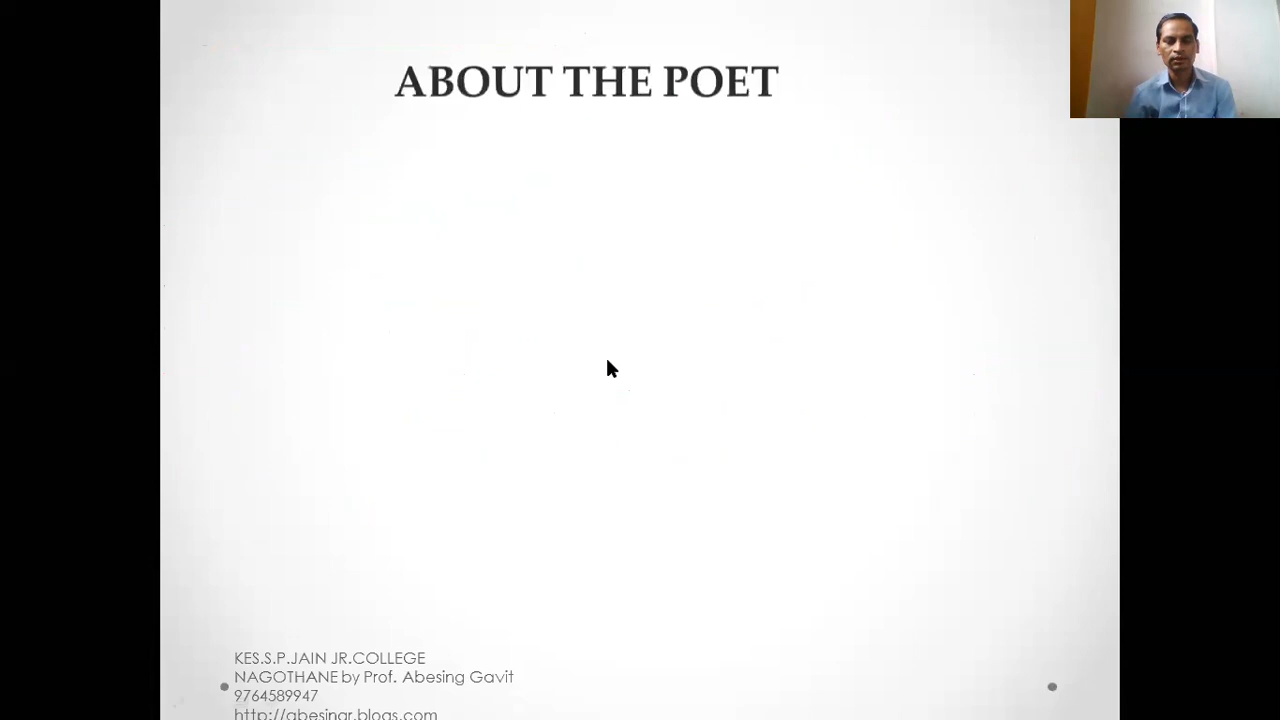 ABOUT THE POET
KES.S.P.JAIN JR.COLLEGE
NAGOTHANE by Prof. Abesing Gavit
9764589947
http://abesingr.blogs.com